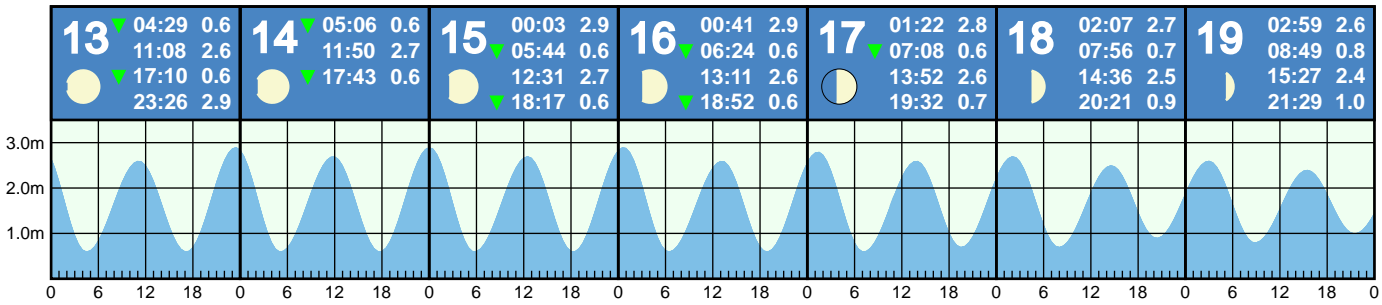 13 ▼ 04:29 0.6
11:08 2.6
▼ 17:10 0.6
23:26 2.9
14 ▼ 05:06 0.6
11:50 2.7
▼ 17:43 0.6
15 00:03 2.9
▼ 05:44 0.6
12:31 2.7
▼ 18:17 0.6
16 00:41 2.9
▼ 06:24 0.6
13:11 2.6
▼ 18:52 0.6
17 01:22 2.8
▼ 07:08 0.6
13:52 2.6
19:32 0.7
18 02:07 2.7
07:56 0.7
14:36 2.5
20:21 0.9
19 02:59 2.6
08:49 0.8
15:27 2.4
21:29 1.0
3.0m
2.0m
1.0m
0 6 12 18 0 6 12 18 0 6 12 18 0 6 12 18 0 6 12 18 0 6 12 18 0 6 12 18 0